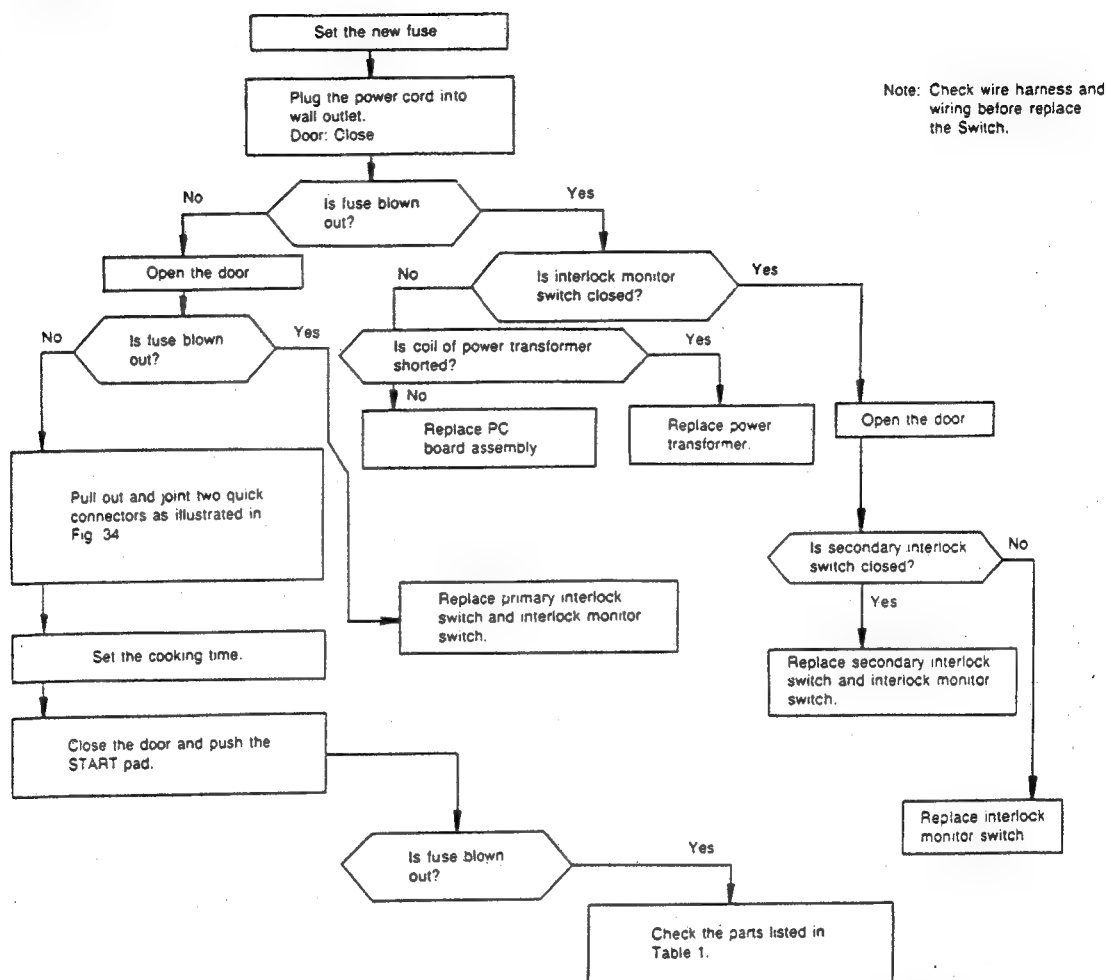 Set the new fuse
Plug the power cord into
wall outlet.
Door: Close
Note: Check wire harness and
wiring before replace
the Switch.
No
Is fuse blown
out?
Yes
Open the door
No
Is interlock monitor
switch closed?
Yes
No
Is fuse blown
out?
Yes
Is coil of power transformer
shorted?
Yes
No
Replace PC
board assembly
Replace power
transformer.
Open the door
Pull out and joint two quick
connectors as illustrated in
Fig 34
Is secondary interlock
switch closed?
No
Yes
Replace primary interlock
switch and interlock monitor
switch.
Set the cooking time.
Replace secondary interlock
switch and interlock monitor
switch.
Close the door and push the
START pad.
Replace interlock
monitor switch
Is fuse blown
out?
Yes
Check the parts listed in
Table 1.